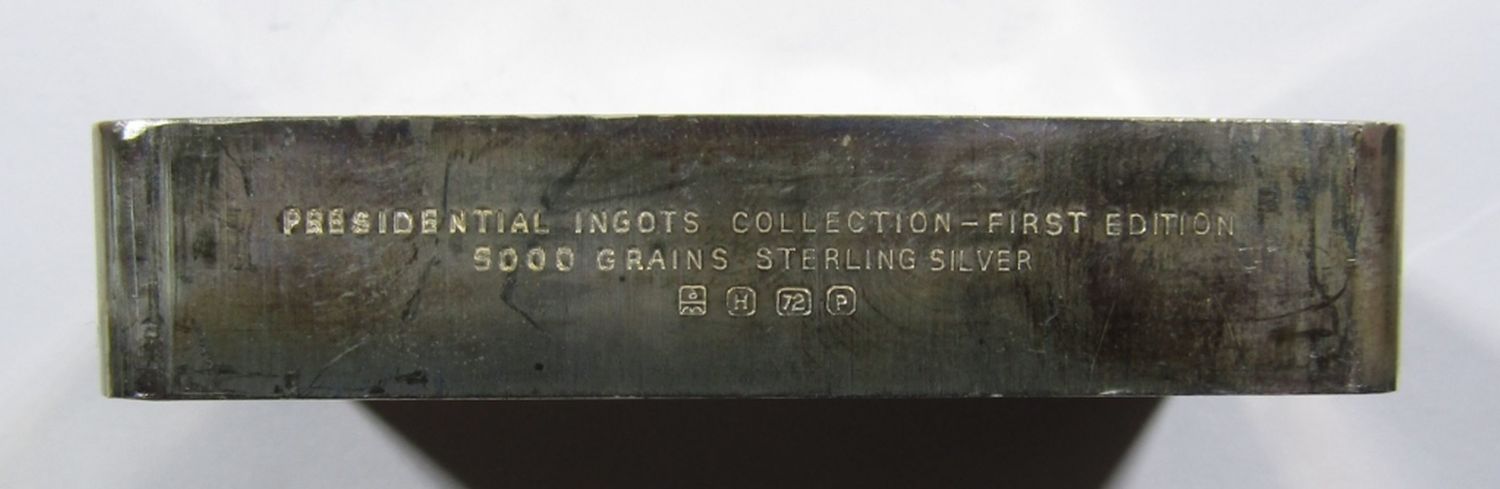 PRESIDENTIAL INGOTS COLLECTION-FIRST EDITION
5000 GRAINS STERLING SILVER
H 72 P